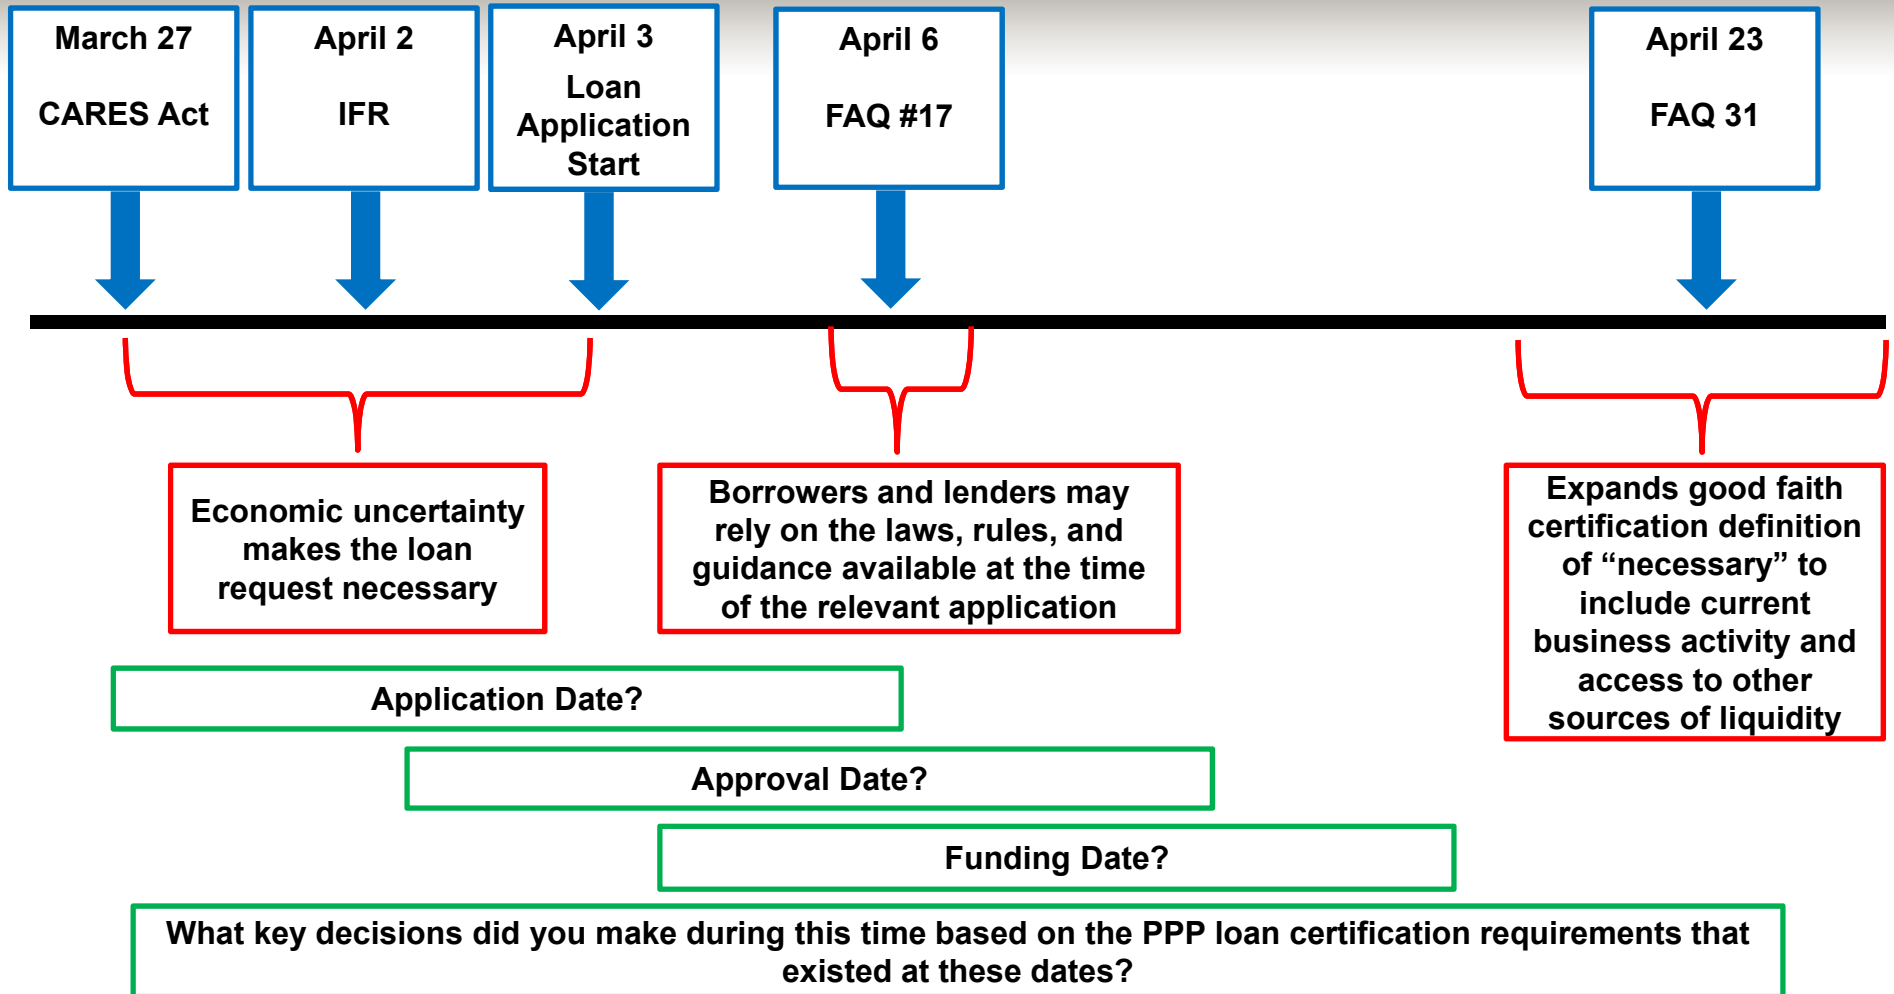 March 27
CARES Act
April 2
IFR
April 3
Loan
Application
Start
April 6
FAQ #17
April 23
FAQ 31
Economic uncertainty
makes the loan
request necessary
Borrowers and lenders may
rely on the laws, rules, and
guidance available at the time
of the relevant application
Expands good faith
certification definition
of “necessary” to
include current
business activity and
access to other
sources of liquidity
Application Date?
Approval Date?
Funding Date?
What key decisions did you make during this time based on the PPP loan certification requirements that
existed at these dates?